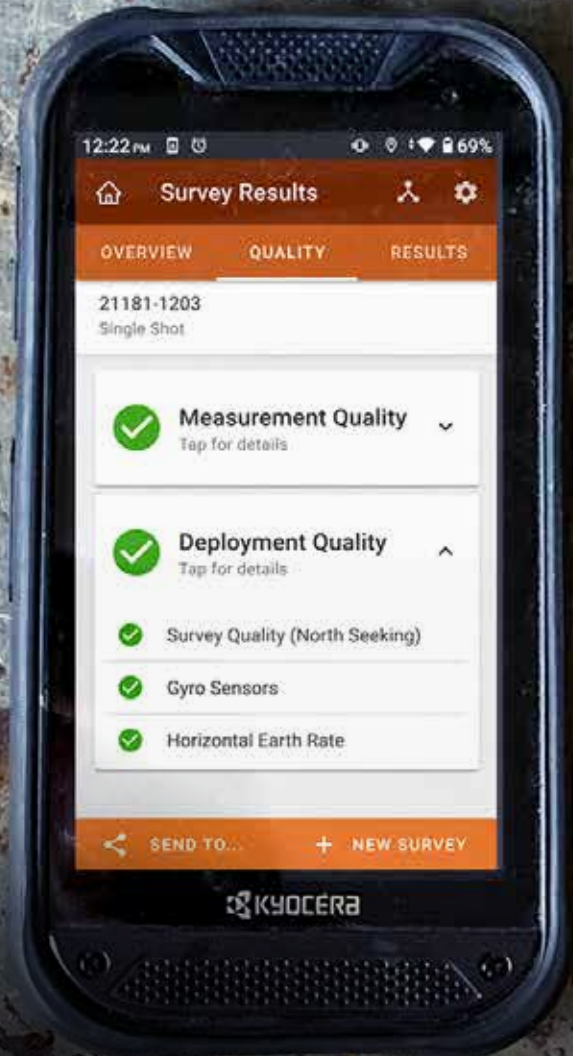 12:22 PM 69%
Survey Results
OVERVIEW QUALITY RESULTS
21181-1203
Single Shot
Measurement Quality
Tap for details
Deployment Quality
Tap for details
Survey Quality (North Seeking)
Gyro Sensors
Horizontal Earth Rate
SEND TO... + NEW SURVEY
KYOCERA